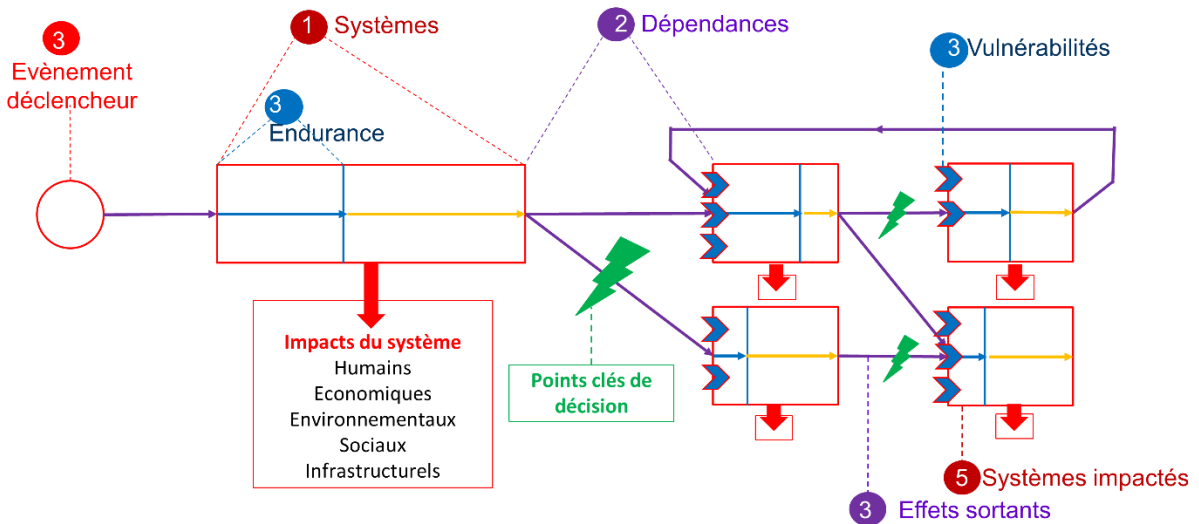 3
Evènement
déclencheur
1 Systèmes
3
Endurance
2 Dépendances
3 Vulnérabilités
Impacts du système
Humains
Economiques
Environnementaux
Sociaux
Infrastructurels
Points clés de
décision
5 Systèmes impactés
3 Effets sortants